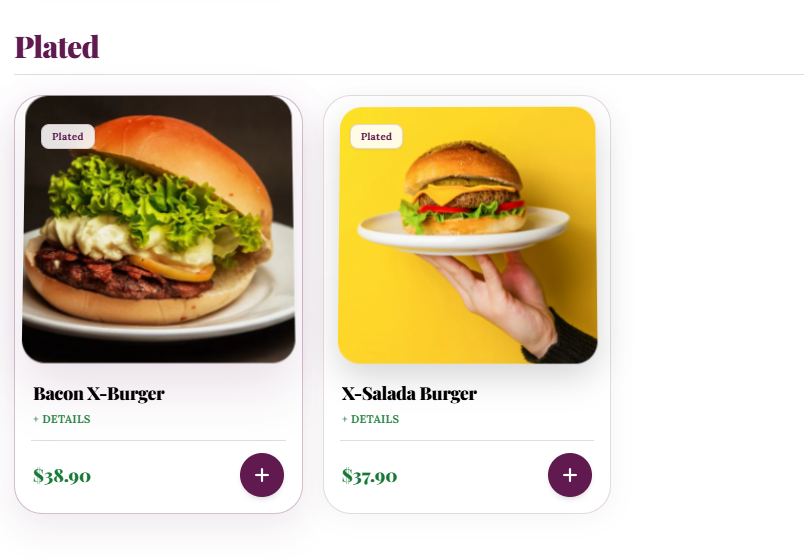 Plated
Plated
Plated
Bacon X-Burger
+ DETAILS
$38.90
+
X-Salada Burger
+ DETAILS
$37.90
+